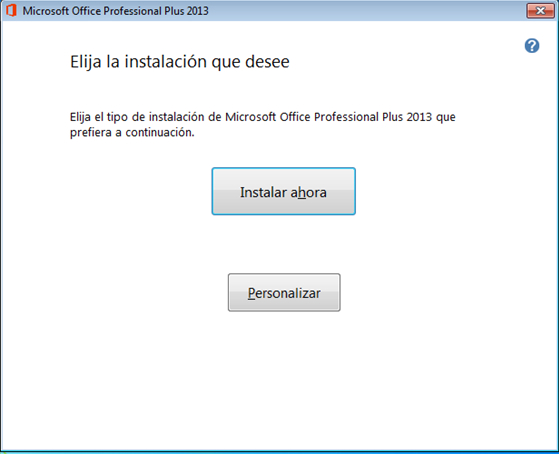 Microsoft Office Professional Plus 2013
Elija la instalación que desee
Elija el tipo de instalación de Microsoft Office Professional Plus 2013 que
prefiera a continuación.
Instalar ahora
Personalizar